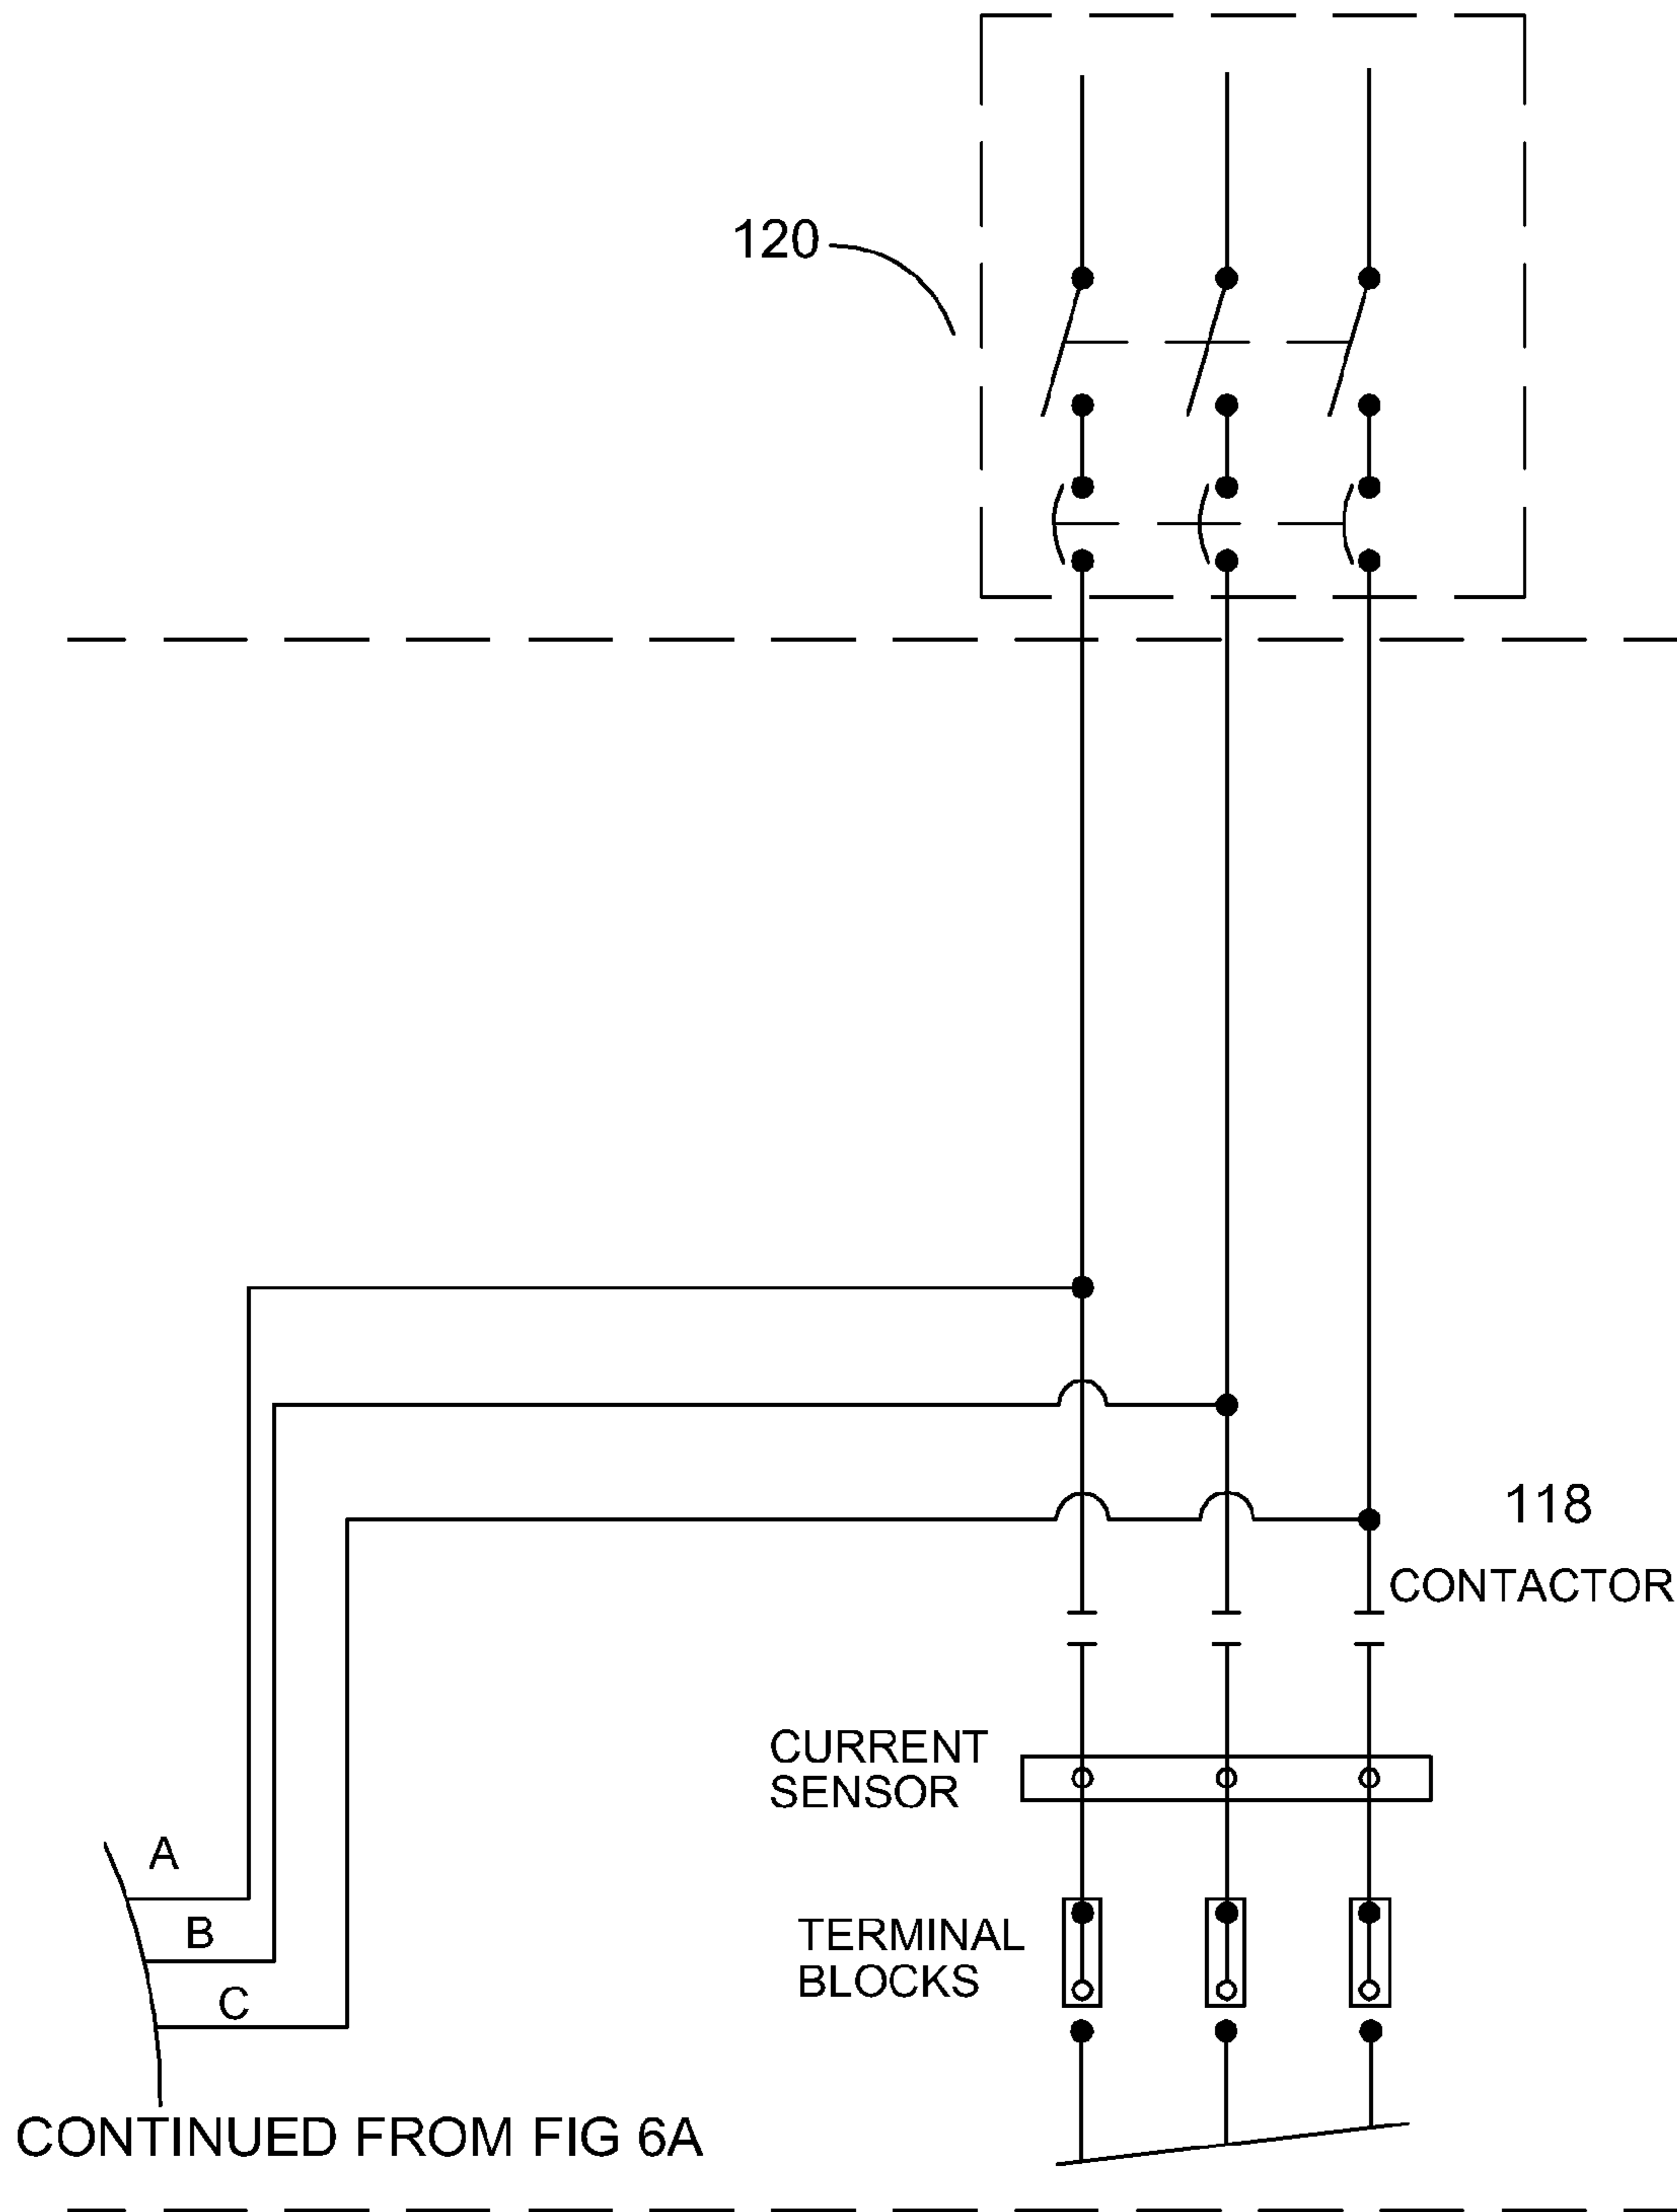 120
118
CONTACTOR
CURRENT
SENSOR
A
B
TERMINAL
BLOCKS
C
CONTINUED FROM FIG 6A